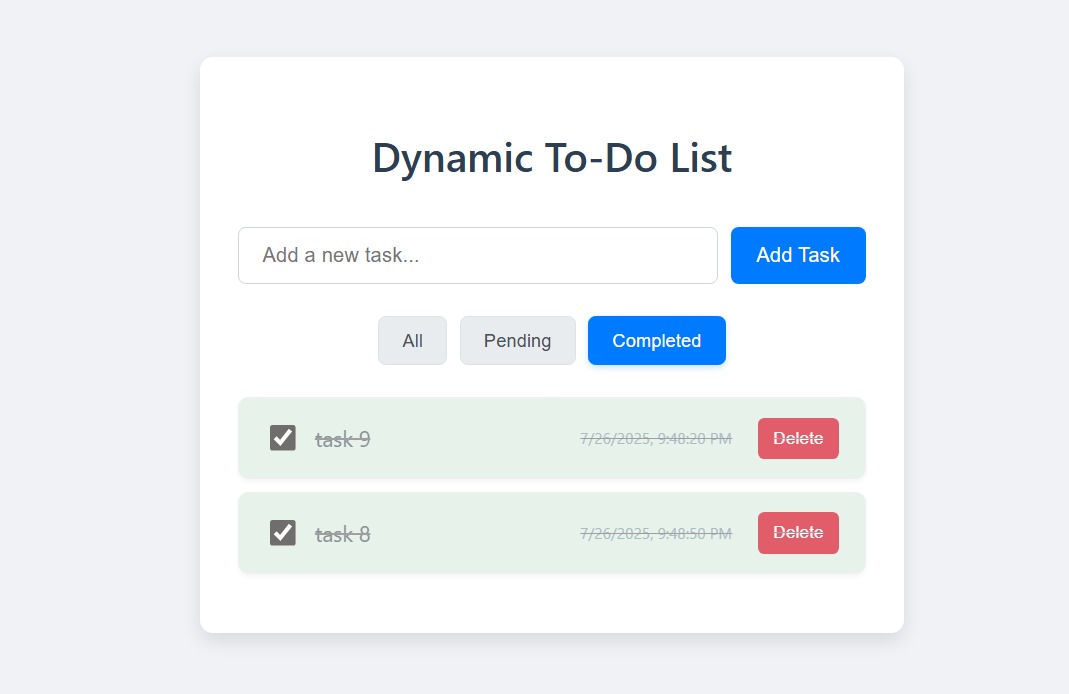 Dynamic To-Do List
Add a new task...
Add Task
All
Pending
Completed
task 9
7/26/2025, 9:48:20 PM
Delete
task 8
7/26/2025, 9:48:50 PM
Delete